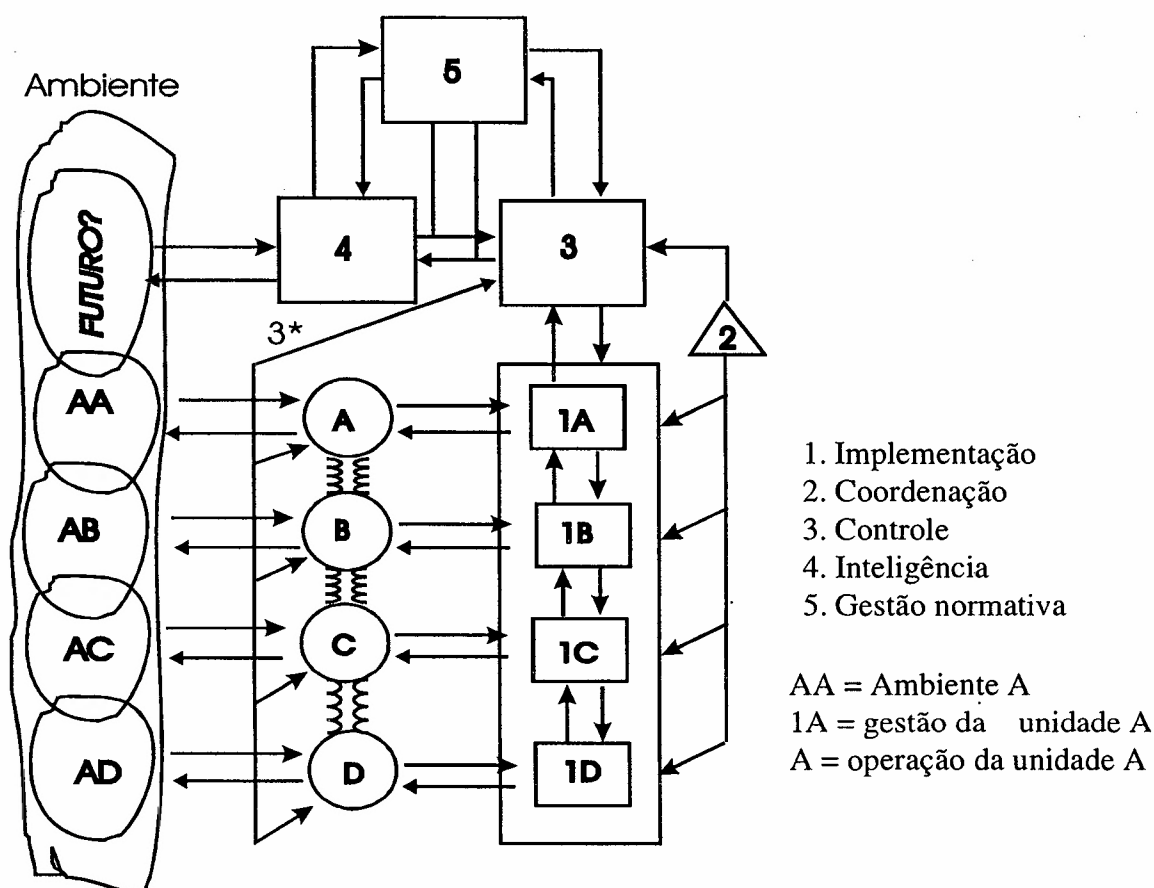 5
Ambiente
FUTURO?
4
3
3*
2
AA
A
1A
AB
B
1B
AC
C
1C
AD
D
1D
1. Implementação
2. Coordenação
3. Controle
4. Inteligência
5. Gestão normativa
AA = Ambiente A
1A = gestão da unidade A
A = operação da unidade A